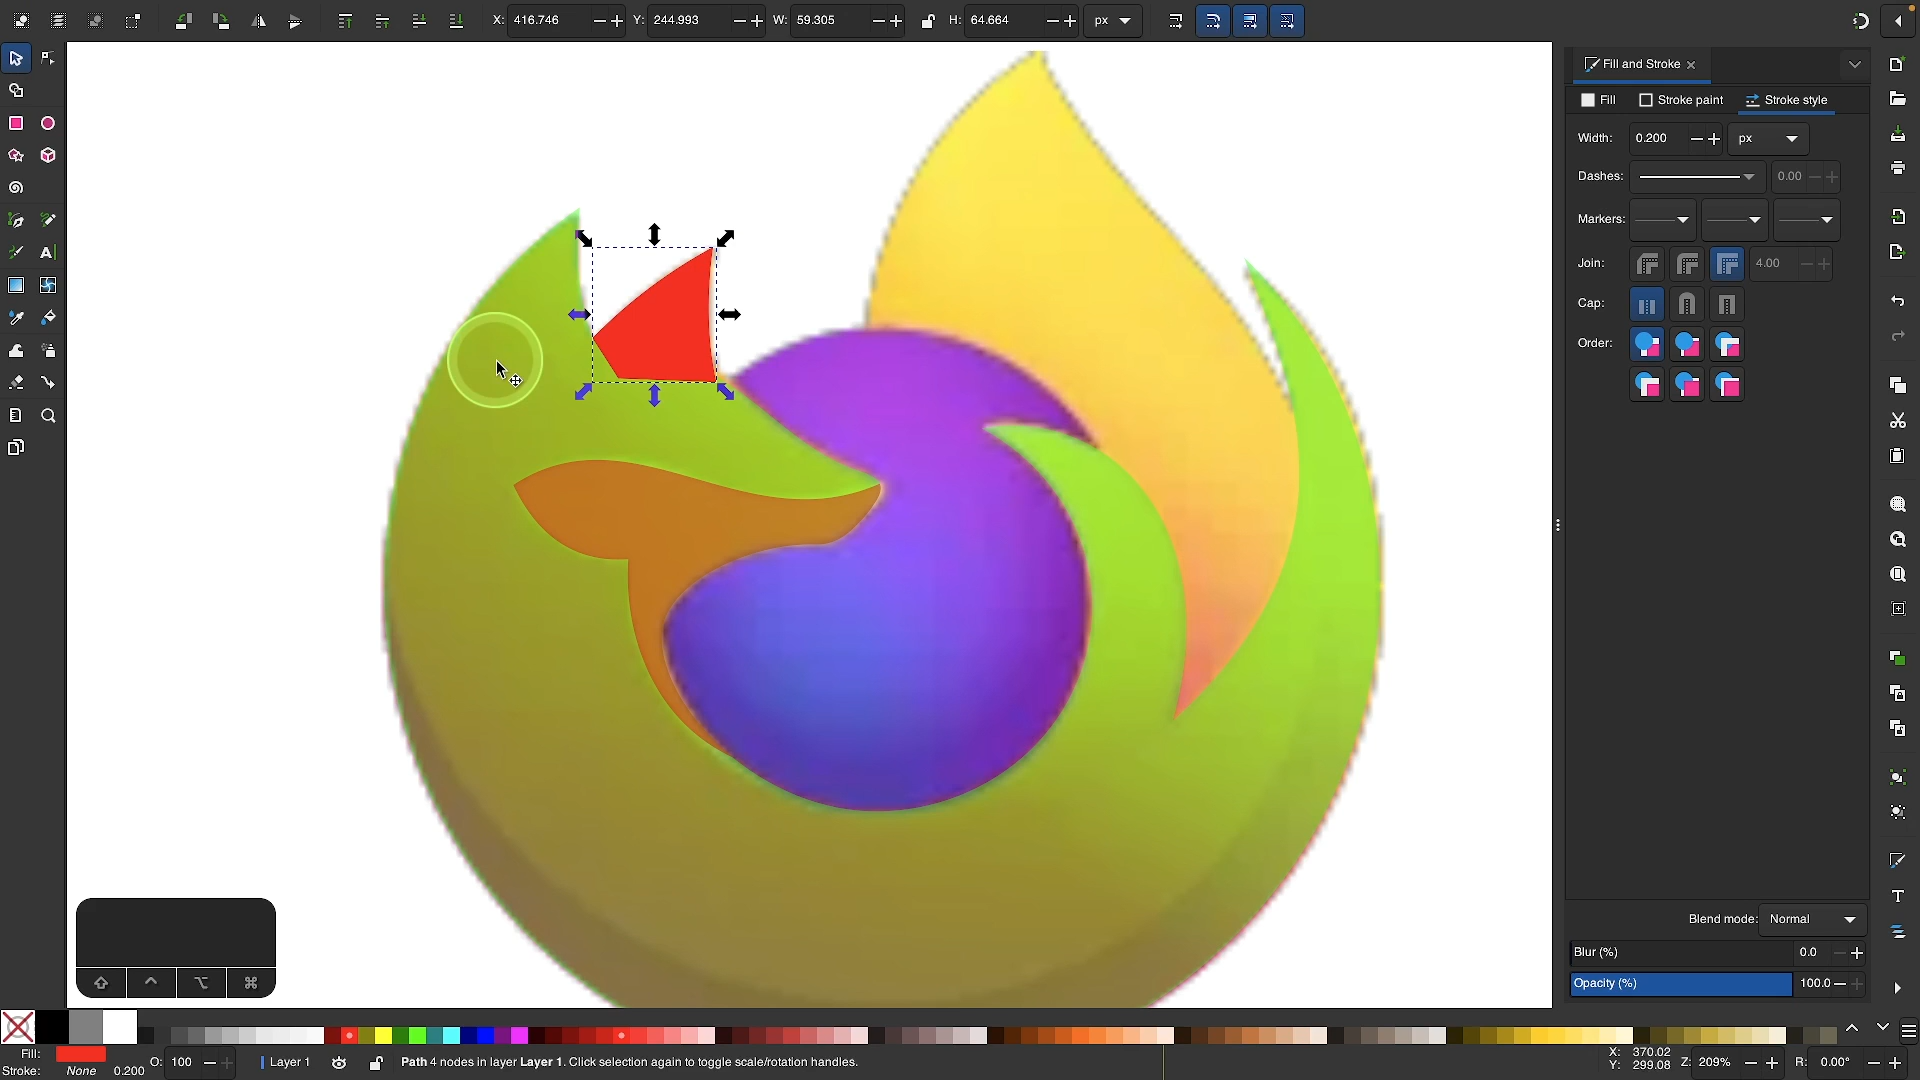 X: 416.746 Y: 244.993 W: 59.305 H: 64.664 px
Fill and Stroke
Fill Stroke paint Stroke style
Width: 0.200 px
Dashes: 0.00
Markers:
Join: 4.00
Cap:
Order:
Blend mode: Normal
Blur (%) 0.0
Opacity (%) 100.0
Fill: O: 100 Layer 1 Path 4 nodes in layer Layer 1. Click selection again to toggle scale/rotation handles. X: 370.02 Z: 209% R: 0.00°
Stroke: None 0.200 Y: 299.08